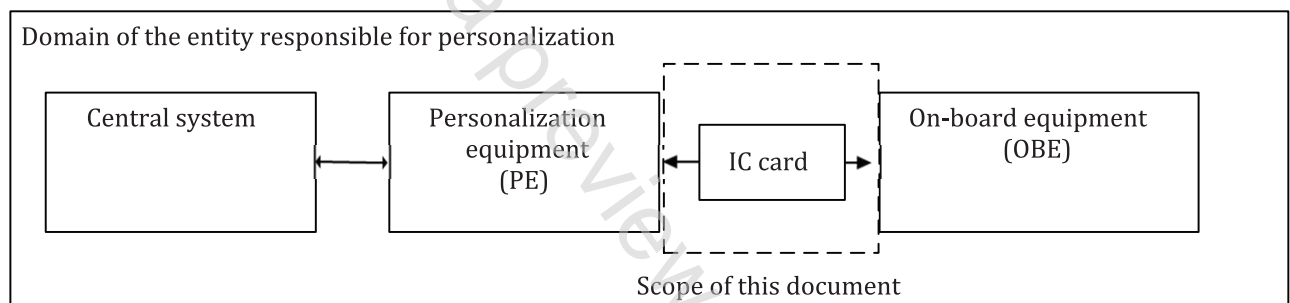 Domain of the entity responsible for personalization
Central system
Personalization
equipment
(PE)
IC card
On-board equipment
(OBE)
Scope of this document
a preview